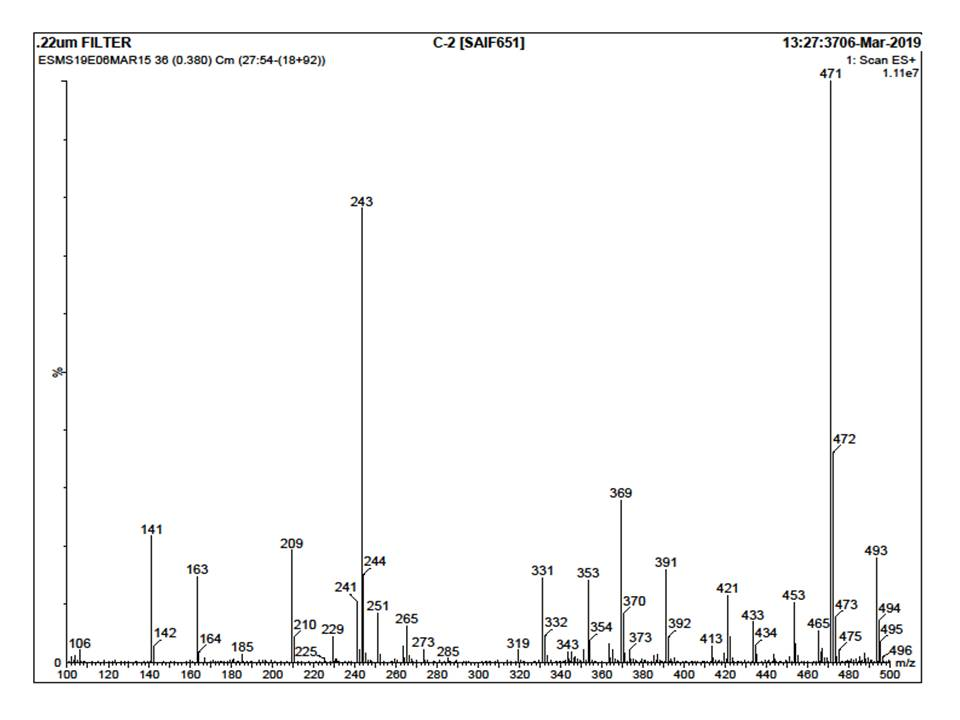 .22um FILTER C-2 [SAIF651] 13:27:3706-Mar-2019
ESMS19E06MAR15 36 (0.380) Cm (27:54-(18+92)) 1: Scan ES+
1.11e7
471
243
472
369
141 209 493
163 244 331 353 391
241 251 370 421 453 473 494
142 210 229 265 332 354 392 433 434 465 475 495
106 164 185 225 273 285 319 343 373 413 496
%
0
100 120 140 160 180 200 220 240 260 280 300 320 340 360 380 400 420 440 460 480 500
m/z